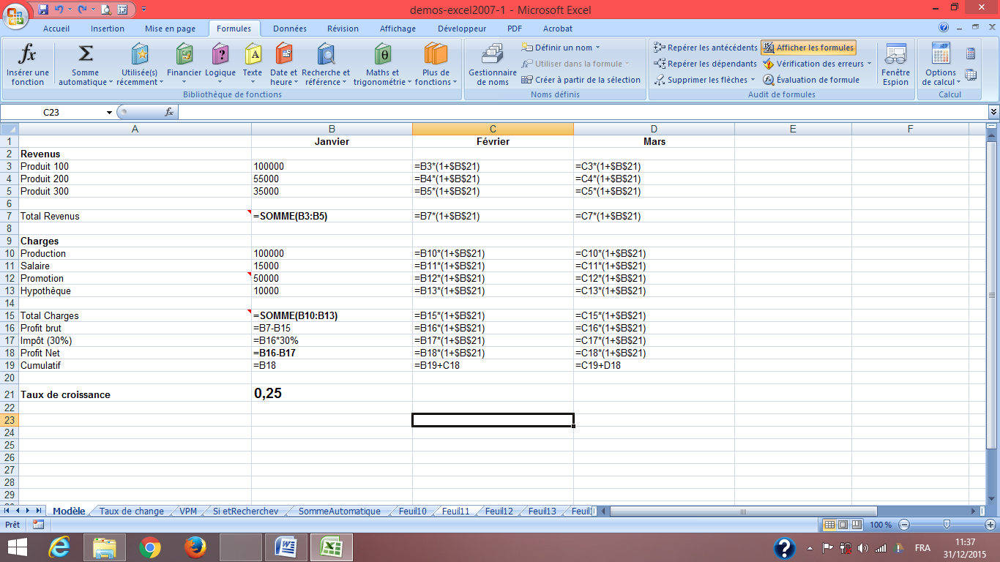 demos-excel2007-1 - Microsoft Excel
Accueil Insertion Mise en page Formules Données Révision Affichage Développeur PDF Acrobat
Insérer une fonction
Somme automatique
Utilisée(s) récemment
Financier
Logique
Texte
Date et heure
Recherche et référence
Maths et trigonométrie
Plus de fonctions
Bibliothèque de fonctions
Gestionnaire de noms
Définir un nom
Utiliser dans la formule
Créer à partir de la sélection
Noms définis
Repérer les antécédents
Repérer les dépendants
Supprimer les flèches
Afficher les formules
Vérification des erreurs
Évaluation de formule
Audit de formules
Fenêtre Espion
Options de calcul
Calcul
C23 fx
A B C D E F
1 Janvier Février Mars
2 Revenus
3 Produit 100 100000 =B3*(1+$B$21) =C3*(1+$B$21)
4 Produit 200 55000 =B4*(1+$B$21) =C4*(1+$B$21)
5 Produit 300 35000 =B5*(1+$B$21) =C5*(1+$B$21)
6
7 Total Revenus =SOMME(B3:B5) =B7*(1+$B$21) =C7*(1+$B$21)
8
9 Charges
10 Production 100000 =B10*(1+$B$21) =C10*(1+$B$21)
11 Salaire 15000 =B11*(1+$B$21) =C11*(1+$B$21)
12 Promotion 50000 =B12*(1+$B$21) =C12*(1+$B$21)
13 Hypothèque 10000 =B13*(1+$B$21) =C13*(1+$B$21)
14
15 Total Charges =SOMME(B10:B13) =B15*(1+$B$21) =C15*(1+$B$21)
16 Profit brut =B7-B15 =B16*(1+$B$21) =C16*(1+$B$21)
17 Impôt (30%) =B16*30% =B17*(1+$B$21) =C17*(1+$B$21)
18 Profit Net =B16-B17 =B18*(1+$B$21) =C18*(1+$B$21)
19 Cumulatif =B18 =B19+C18 =C19+D18
20
21 Taux de croissance 0,25
22
23
24
25
26
27
28
29
Modèle Taux de change VPM Si etRecherchev SommeAutomatique Feuil10 Feuil11 Feuil12 Feuil13 Feuil
Prêt 100 %
FRA 11:37
31/12/2015